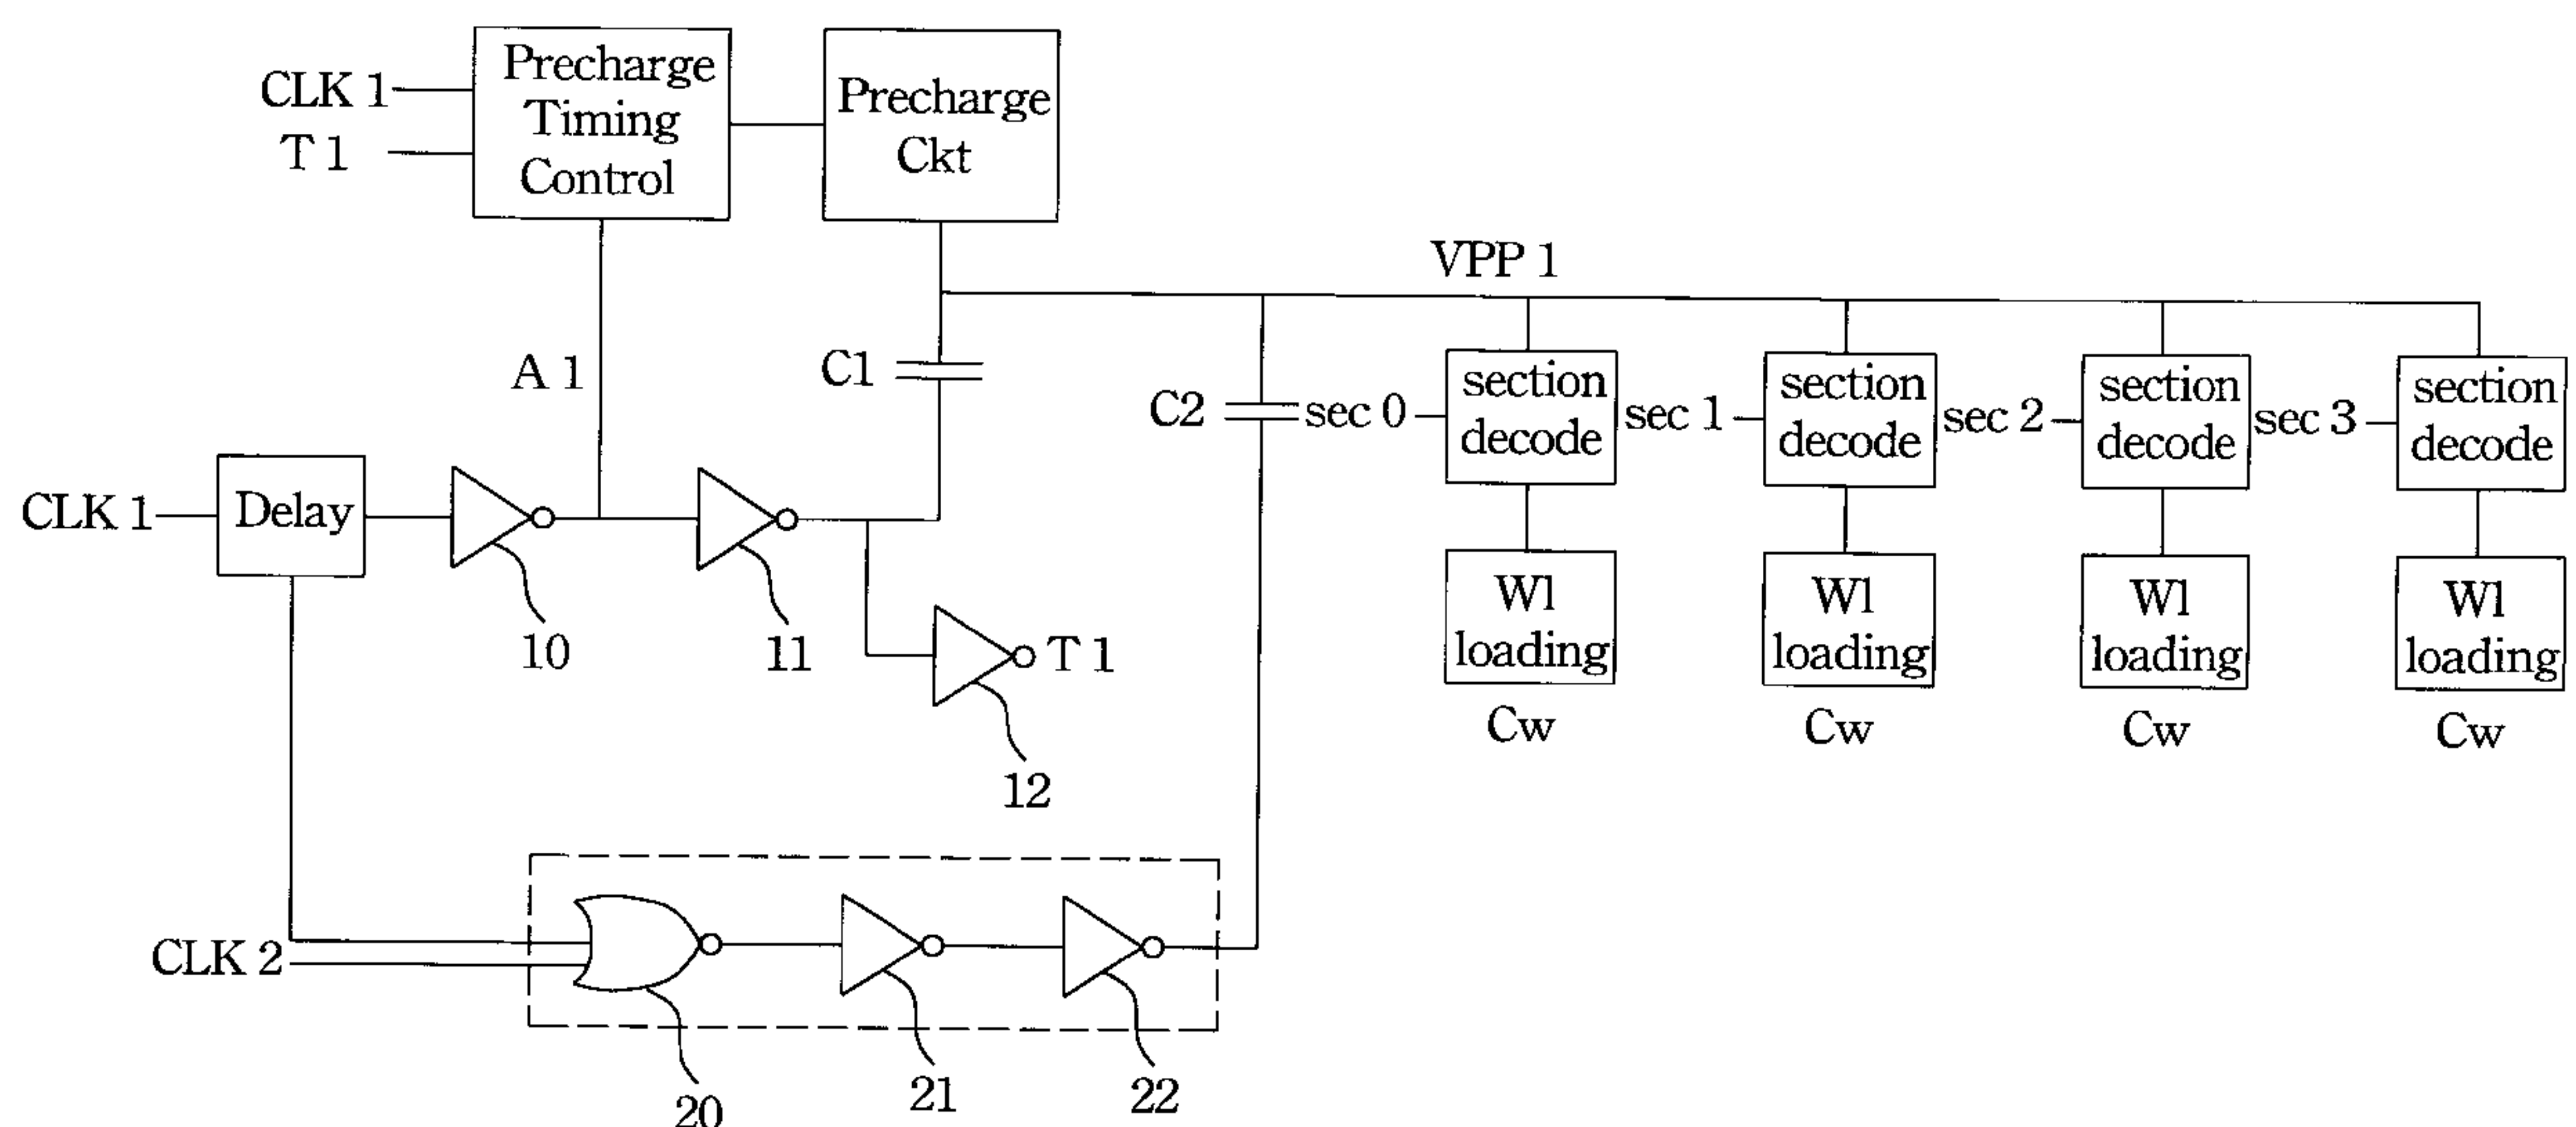 CLK 1
T 1
Precharge
Timing
Control
Precharge
Ckt
VPP 1
A 1
C1
C2
sec 0
section
decode
sec 1
section
decode
sec 2
section
decode
sec 3
section
decode
CLK 1
Delay
10
11
T 1
12
Wl
loading
Wl
loading
Wl
loading
Wl
loading
Cw
Cw
Cw
Cw
CLK 2
20
21
22